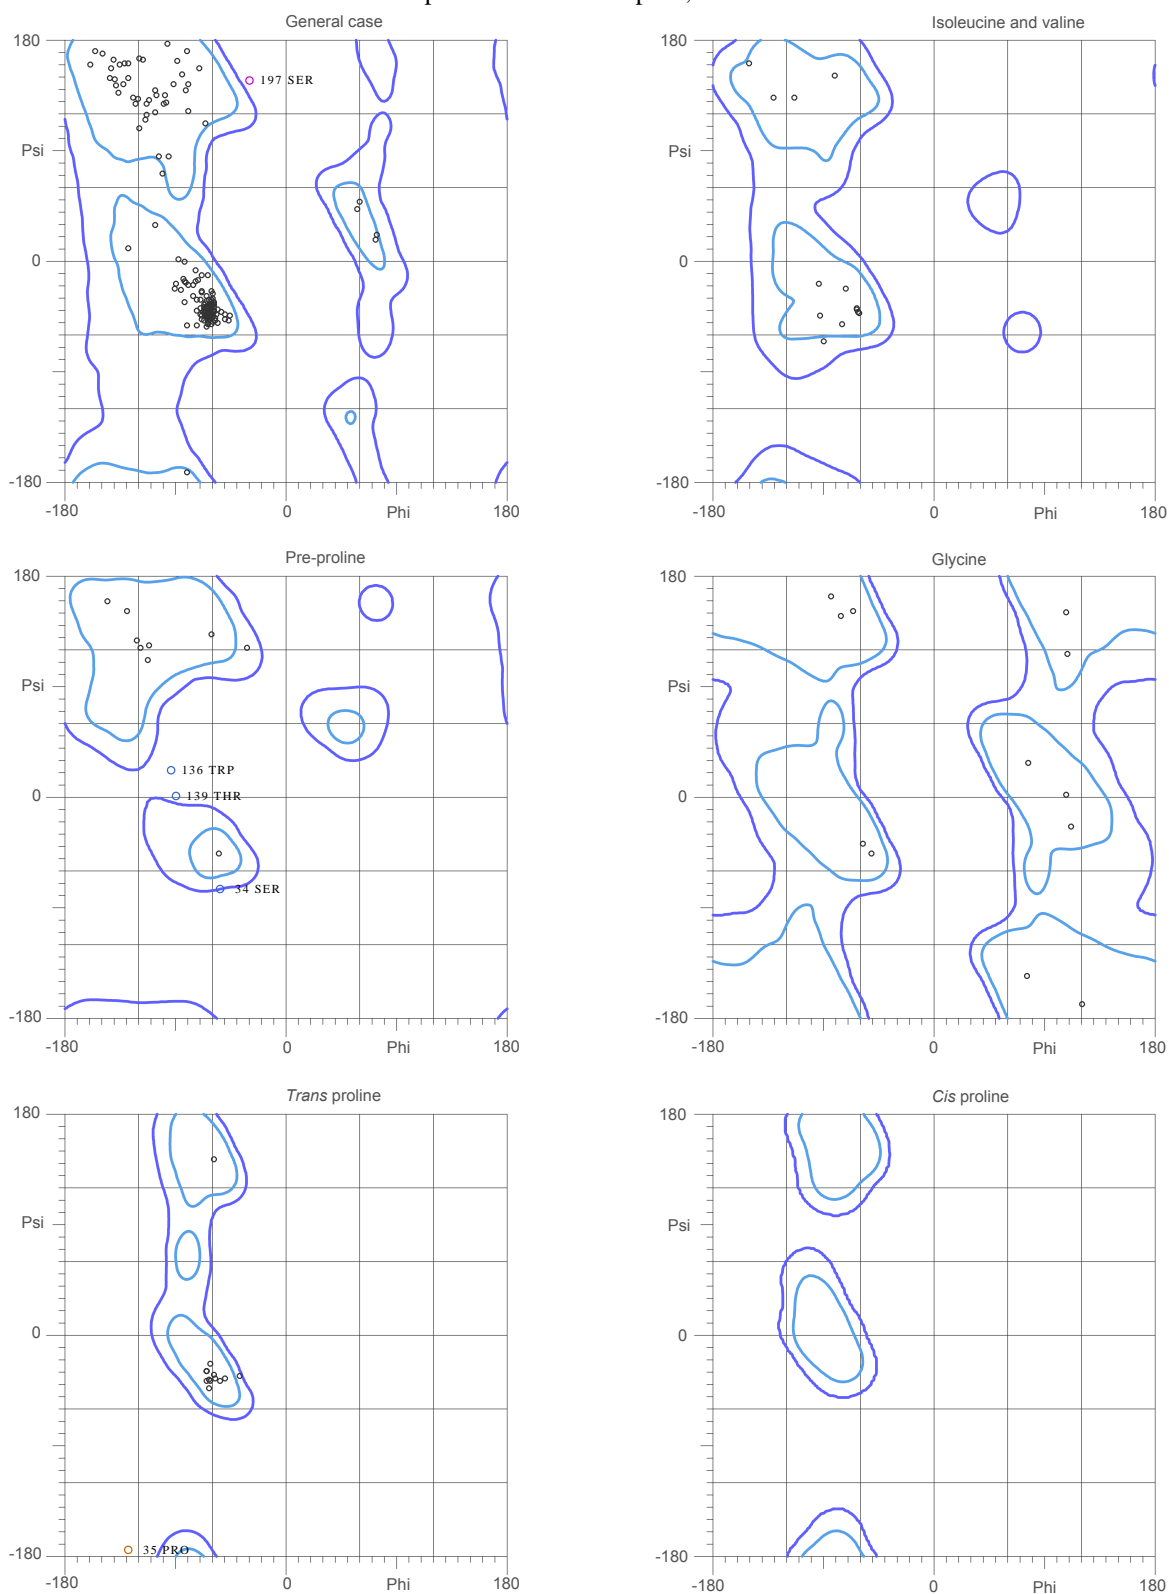 General case
180
Psi
0
-180
-180
0
Phi
180
197 SER
Isoleucine and valine
180
Psi
0
-180
-180
0
Phi
180
Pre-proline
180
Psi
0
-180
-180
0
Phi
180
136 TRP
139 THR
34 SER
Glycine
180
Psi
0
-180
-180
0
Phi
180
Trans proline
180
Psi
0
-180
-180
0
Phi
180
35 PRO
Cis proline
180
Psi
0
-180
-180
0
Phi
180